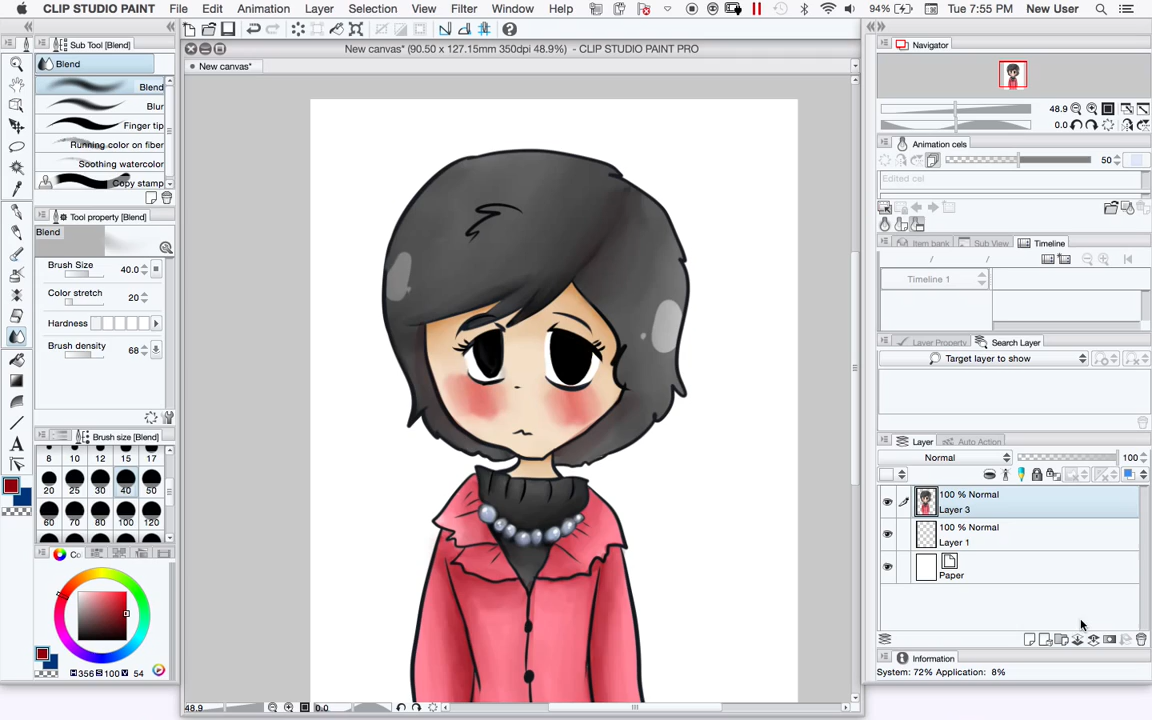 CLIP STUDIO PAINT File Edit Animation Layer Selection View Filter Window Help 94% Tue 7:55 PM New User
New canvas* (90.50 x 127.15mm 350dpi 48.9%) - CLIP STUDIO PAINT PRO
New canvas*
Sub Tool [Blend]
Blend
Blend
Blur
Finger tip
Running color on fiber
Soothing watercolor
Copy stamp
Tool property [Blend]
Blend
Brush Size 40.0
Color stretch 20
Hardness
Brush density 68
Brush size [Blend]
8 10 12 15 17
20 25 30 40 50
60 70 80 100 120
Co
H 356 S 100 V 54
48.9 0.0
Navigator
48.9
0.0
Animation cels
50
Edited cel
Item bank Sub View Timeline
/ /
Timeline 1
Layer Property Search Layer
Target layer to show
Layer Auto Action
Normal 100
100 % Normal
Layer 3
100 % Normal
Layer 1
Paper
Information
System: 72% Application: 8%